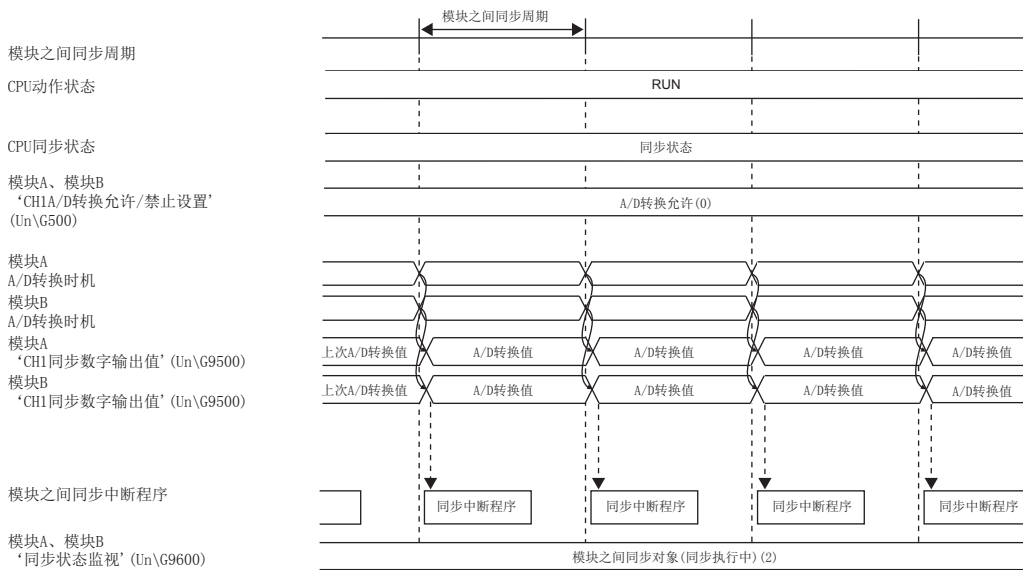 模块之间同步周期
模块之间同步周期
CPU动作状态
RUN
CPU同步状态
同步状态
模块A、模块B
‘CH1A/D转换允许/禁止设置’
(Un\G500)
A/D转换允许(0)
模块A
A/D转换时机
模块B
A/D转换时机
模块A
‘CH1同步数字输出值’(Un\G9500)
上次A/D转换值 A/D转换值 A/D转换值 A/D转换值 A/D转换值
模块B
‘CH1同步数字输出值’(Un\G9500)
上次A/D转换值 A/D转换值 A/D转换值 A/D转换值 A/D转换值
模块之间同步中断程序
同步中断程序 同步中断程序 同步中断程序 同步中断程序
模块A、模块B
‘同步状态监视’(Un\G9600)
模块之间同步对象(同步执行中)(2)